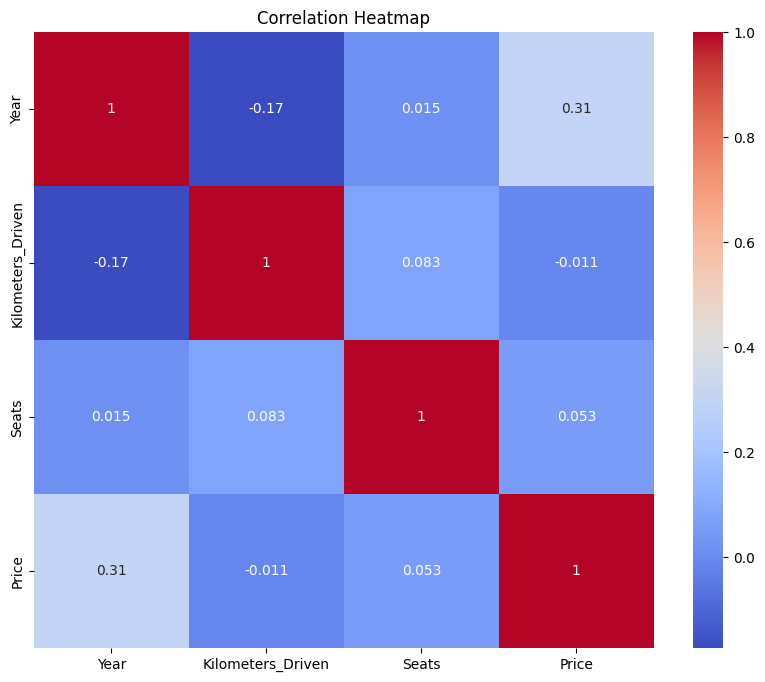 Correlation Heatmap
Year
1
-0.17
0.015
0.31
Kilometers_Driven
-0.17
1
0.083
-0.011
Seats
0.015
0.083
1
0.053
Price
0.31
-0.011
0.053
1
Year
Kilometers_Driven
Seats
Price
1.0
0.8
0.6
0.4
0.2
0.0